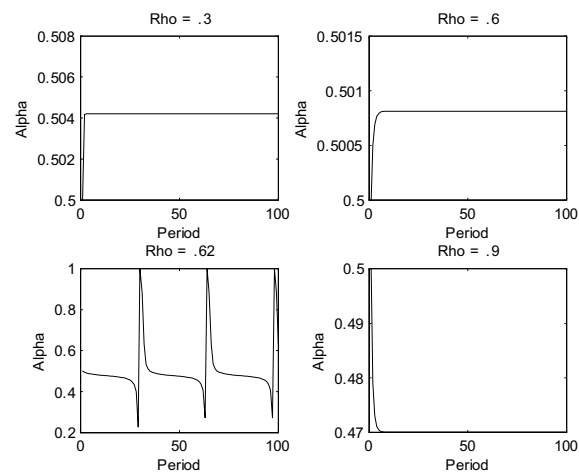 Rho = .3
0.508
0.506
0.504
0.502
0.5
0
50
100
Alpha
Period
Rho = .6
0.5015
0.501
0.5005
0.5
0
50
100
Alpha
Period
Rho = .62
1
0.8
0.6
0.4
0.2
0
50
100
Alpha
Period
Rho = .9
0.5
0.49
0.48
0.47
0
50
100
Alpha
Period